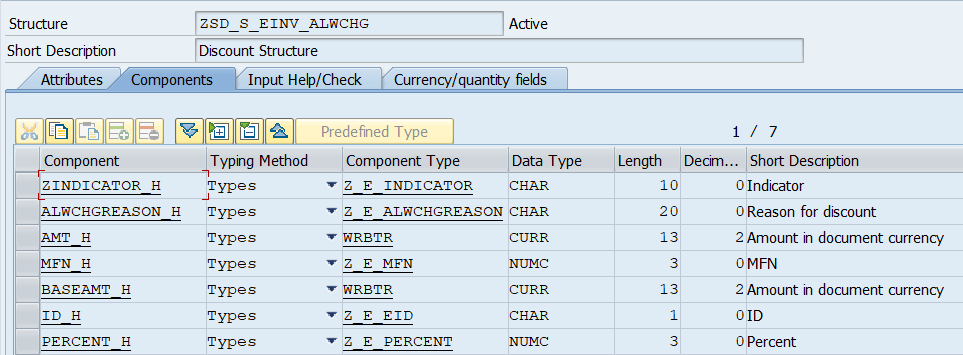 Structure ZSD_S_EINV_ALWCHG Active
Short Description Discount Structure
Attributes Components Input Help/Check Currency/quantity fields
Predefined Type 1 / 7
Component Typing Method Component Type Data Type Length Decim... Short Description
ZINDICATOR_H Types Z_E_INDICATOR CHAR 10 0 Indicator
ALWCHGREASON_H Types Z_E_ALWCHGREASON CHAR 20 0 Reason for discount
AMT_H Types WRBTR CURR 13 2 Amount in document currency
MFN_H Types Z_E_MFN NUMC 3 0 MFN
BASEAMT_H Types WRBTR CURR 13 2 Amount in document currency
ID_H Types Z_E_EID CHAR 1 0 ID
PERCENT_H Types Z_E_PERCENT NUMC 3 0 Percent